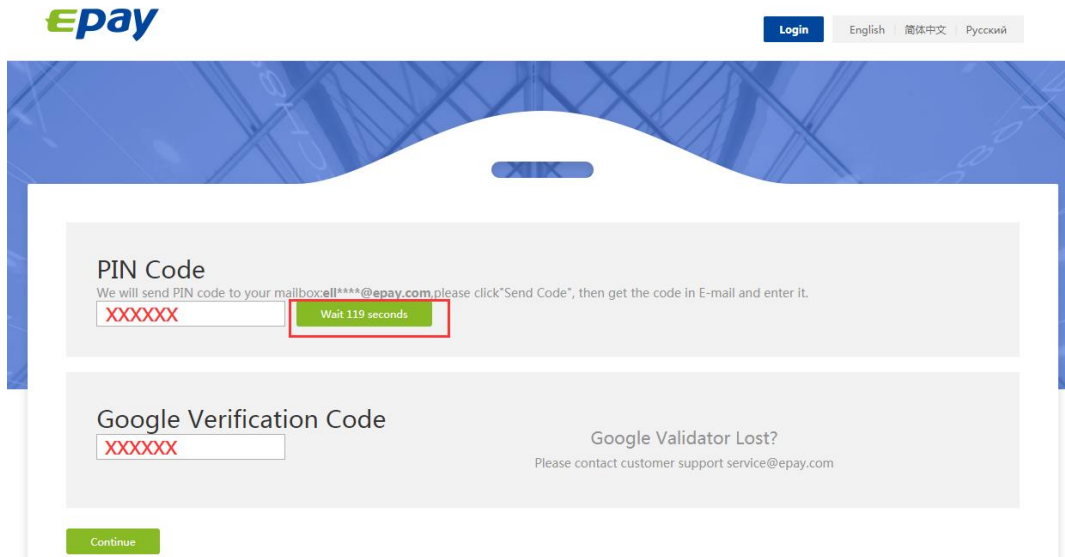 Epay
Login English 简体中文 Русский
PIN Code
We will send PIN code to your mailbox:ell****@epay.com,please click"Send Code", then get the code in E-mail and enter it.
XXXXXX Wait 119 seconds
Google Verification Code
XXXXXX
Google Validator Lost?
Please contact customer support service@epay.com
Continue